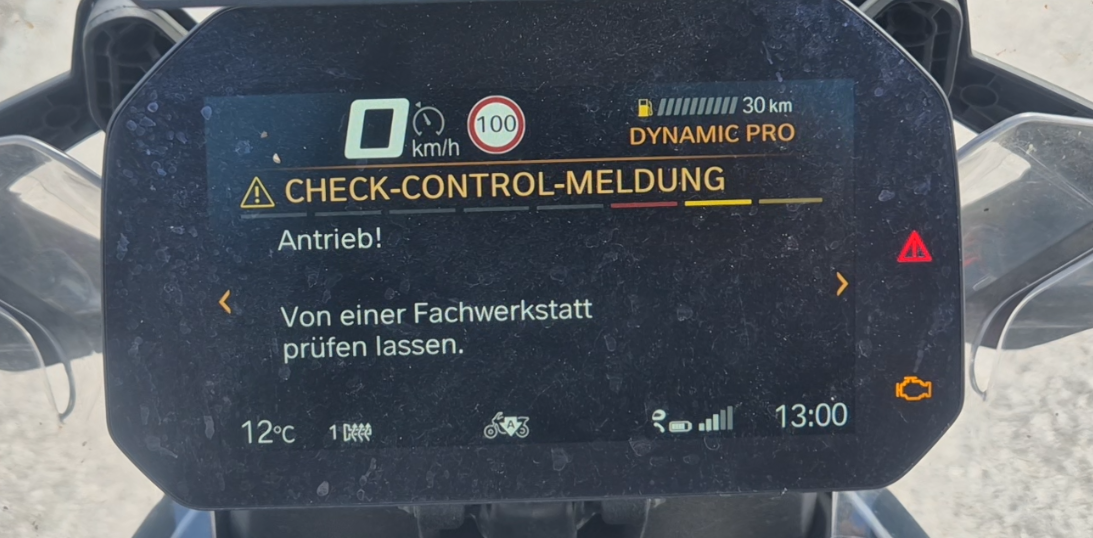 0 km/h 100 30 km
DYNAMIC PRO
CHECK-CONTROL-MELDUNG
Antrieb!
Von einer Fachwerkstatt
prüfen lassen.
12°C 1 A 13:00